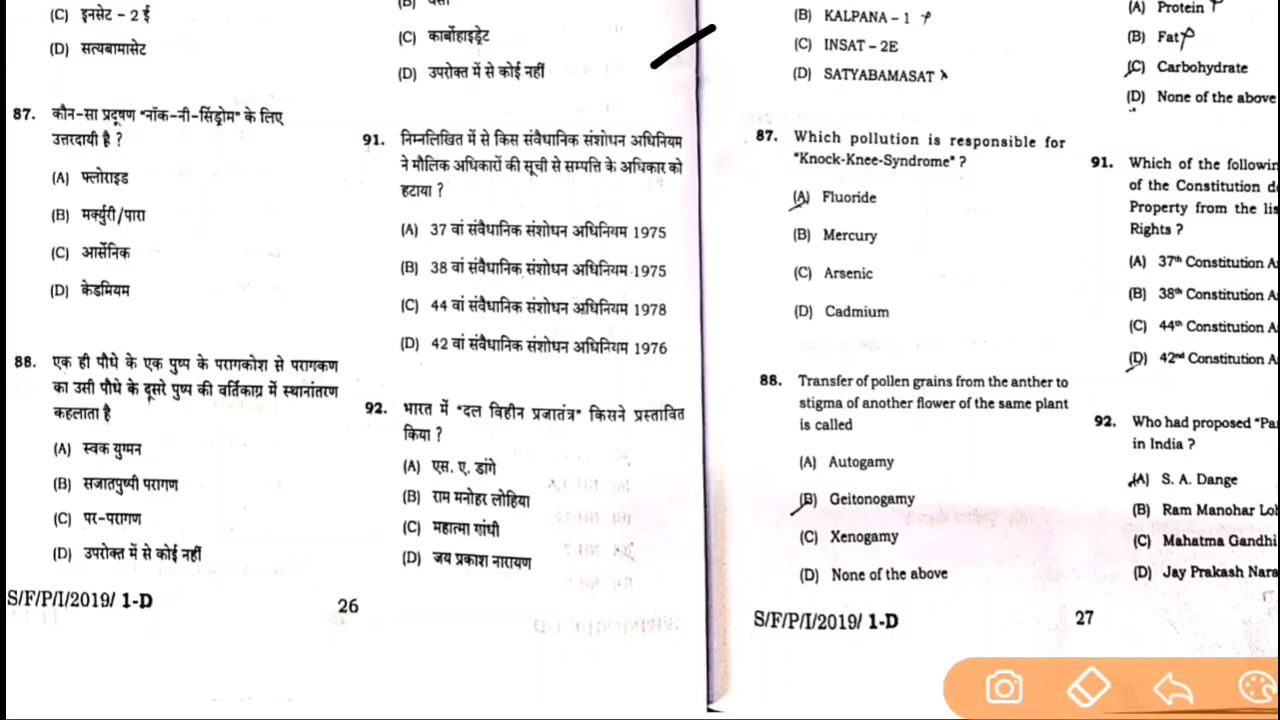 (C) इनसेट - 2 ई
(D) सत्यबामासेट
87. कौन-सा प्रदूषण "नॉक-नी-सिंड्रोम" के लिए
उत्तरदायी है ?
(A) फ्लोराइड
(B) मर्क्युरी/पारा
(C) आर्सेनिक
(D) केडमियम
88. एक ही पौधे के एक पुष्प के परागकोश से परागकण
का उसी पौधे के दूसरे पुष्प की वर्तिकाग्र में स्थानांतरण
कहलाता है
(A) स्वक युग्मन
(B) सजातपुष्पी परागण
(C) पर-परागण
(D) उपरोक्त में से कोई नहीं
(B) वसा
(C) कार्बोहाइड्रेट
(D) उपरोक्त में से कोई नहीं
91. निम्नलिखित में से किस संवैधानिक संशोधन अधिनियम
ने मौलिक अधिकारों की सूची से सम्पत्ति के अधिकार को
हटाया ?
(A) 37 वां संवैधानिक संशोधन अधिनियम 1975
(B) 38 वां संवैधानिक संशोधन अधिनियम 1975
(C) 44 वां संवैधानिक संशोधन अधिनियम 1978
(D) 42 वां संवैधानिक संशोधन अधिनियम 1976
92. भारत में "दल विहीन प्रजातंत्र" किसने प्रस्तावित
किया ?
(A) एस. ए. डांगे
(B) राम मनोहर लोहिया
(C) महात्मा गांधी
(D) जय प्रकाश नारायण
S/F/P/I/2019/ 1-D
26
(B) KALPANA - 1
(C) INSAT - 2E
(D) SATYABAMASAT
87. Which pollution is responsible for
"Knock-Knee-Syndrome" ?
(A) Fluoride
(B) Mercury
(C) Arsenic
(D) Cadmium
88. Transfer of pollen grains from the anther to
stigma of another flower of the same plant
is called
(A) Autogamy
(B) Geitonogamy
(C) Xenogamy
(D) None of the above
(A) Protein
(B) Fat
(C) Carbohydrate
(D) None of the above
91. Which of the followin
of the Constitution d
Property from the lis
Rights ?
(A) 37th Constitution A
(B) 38th Constitution A
(C) 44th Constitution A
(D) 42nd Constitution A
92. Who had proposed "Pa
in India ?
(A) S. A. Dange
(B) Ram Manohar Loh
(C) Mahatma Gandhi
(D) Jay Prakash Nara
S/F/P/I/2019/ 1-D
27